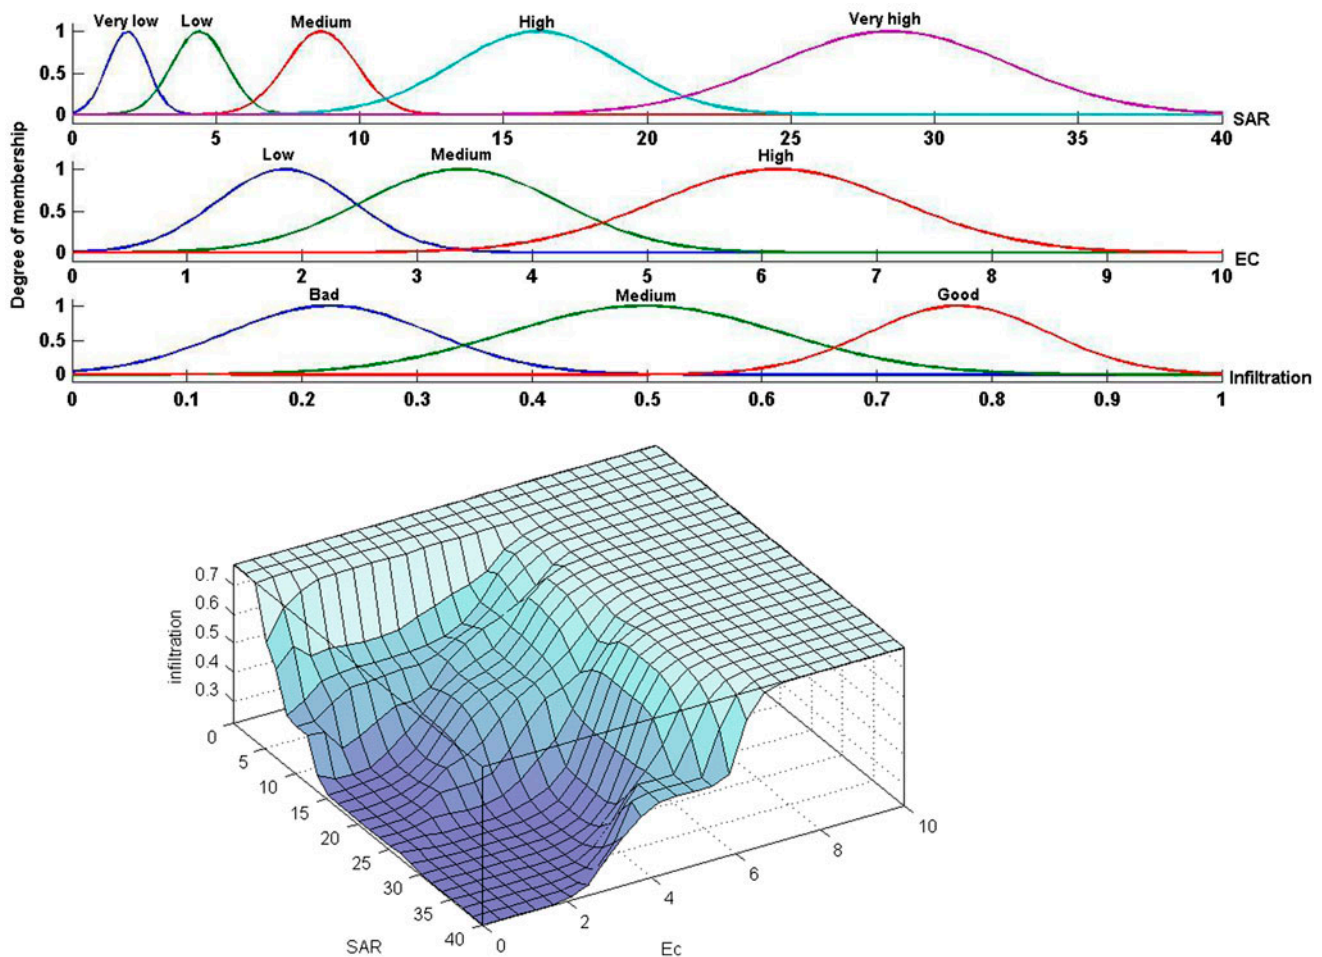 Very low Low Medium High Very high
1
0.5
0
0 5 10 15 20 25 30 35 40 SAR
Degree of membership
Low Medium High
1
0.5
0
0 1 2 3 4 5 6 7 8 9 10 EC
Bad Medium Good
1
0.5
0
0 0.1 0.2 0.3 0.4 0.5 0.6 0.7 0.8 0.9 1 Infiltration
infiltration
0.7
0.6
0.5
0.4
0.3
0 5 10 15 20 25 30 35 40
SAR
0 2 4 6 8 10
Ec